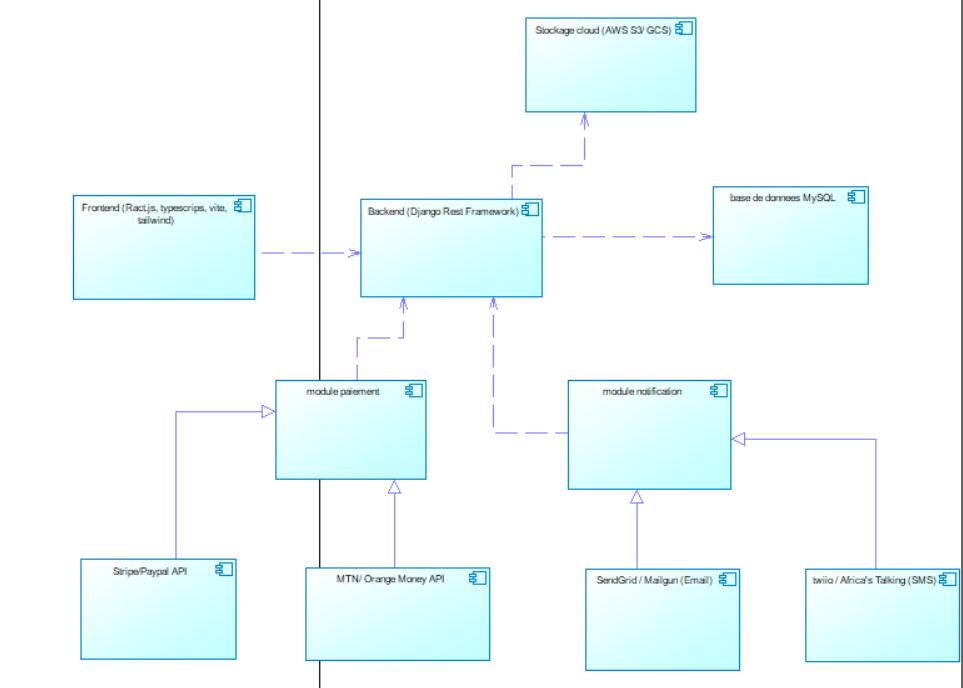 Stockage cloud (AWS S3/ GCS)
Frontend (Ract.js, typescrips, vite,
tailwind)
Backend (Django Rest Framework)
base de donnees MySQL
module paiement
module notification
Stripe/Paypal API
MTN/ Orange Money API
SendGrid / Mailgun (Email)
twiio / Africa's Talking (SMS)